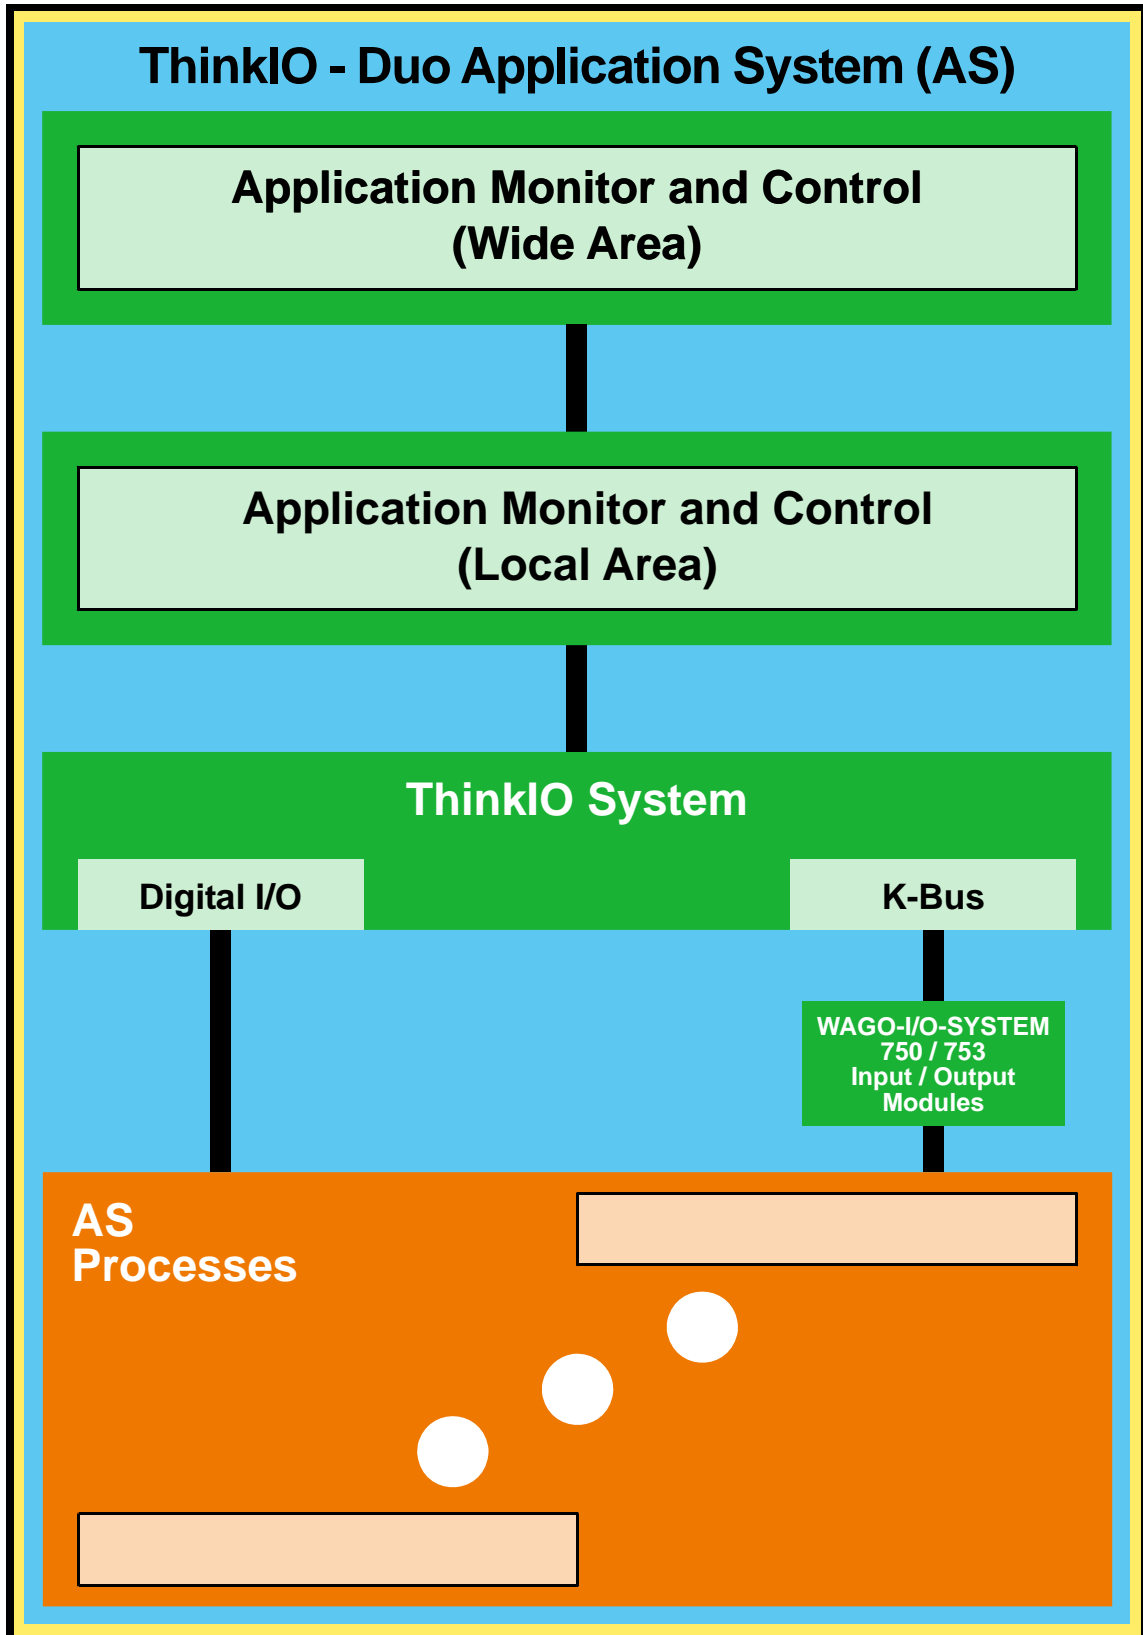 ThinkIO - Duo Application System (AS)
Application Monitor and Control
(Wide Area)
Application Monitor and Control
(Local Area)
ThinkIO System
Digital I/O
K-Bus
WAGO-I/O-SYSTEM
750 / 753
Input / Output
Modules
AS
Processes